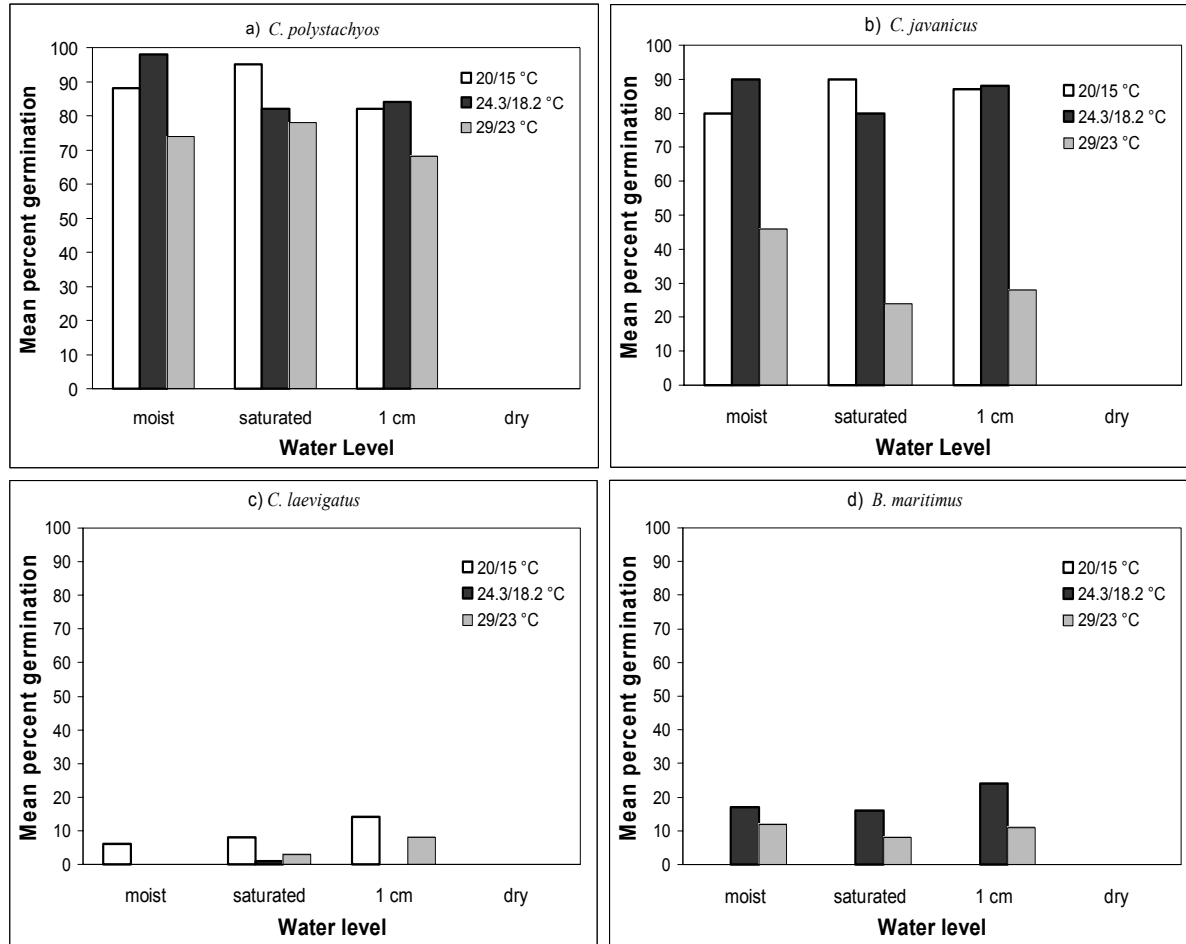 a) C. polystachyos
Mean percent germination
100
90
80
70
60
50
40
30
20
10
0
20/15 °C
24.3/18.2 °C
29/23 °C
moist saturated 1 cm dry
Water Level
b) C. javanicus
Mean percent germination
100
90
80
70
60
50
40
30
20
10
0
20/15 °C
24.3/18.2 °C
29/23 °C
moist saturated 1 cm dry
Water Level
c) C. laevigatus
Mean percent germination
100
90
80
70
60
50
40
30
20
10
0
20/15 °C
24.3/18.2 °C
29/23 °C
moist saturated 1 cm dry
Water level
d) B. maritimus
Mean percent germination
100
90
80
70
60
50
40
30
20
10
0
20/15 °C
24.3/18.2 °C
29/23 °C
moist saturated 1 cm dry
Water level